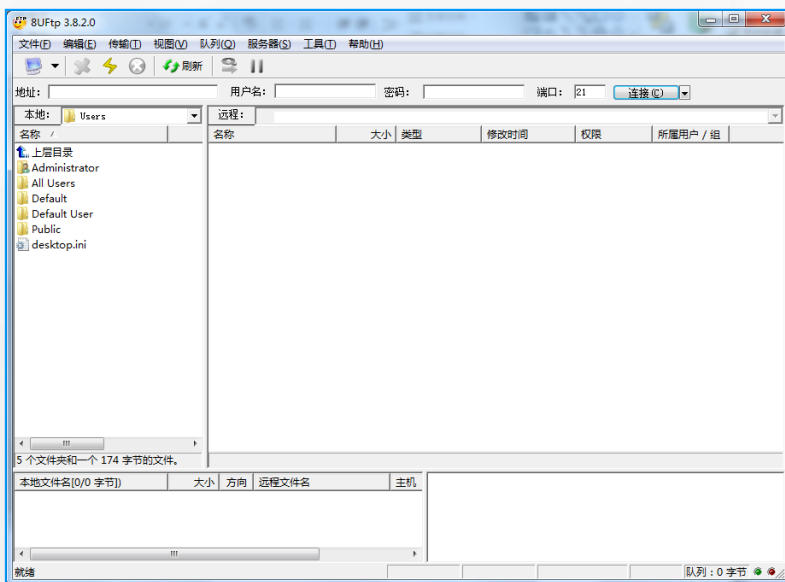 8UFtp 3.8.2.0
文件(F) 编辑(E) 传输(T) 视图(V) 队列(Q) 服务器(S) 工具(T) 帮助(H)
刷新
地址: 用户名: 密码: 端口: 21 连接(C)
本地: Users 远程:
名称 名称 大小 类型 修改时间 权限 所属用户 / 组
上层目录
Administrator
All Users
Default
Default User
Public
desktop.ini
5 个文件夹和一个 174 字节的文件。
本地文件名[0/0 字节]) 大小 方向 远程文件名 主机
就绪 队列 : 0 字节